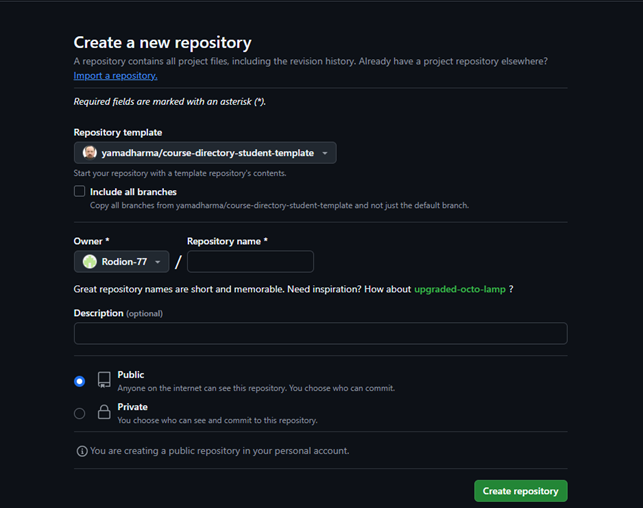 Create a new repository
A repository contains all project files, including the revision history. Already have a project repository elsewhere?
Import a repository.
Required fields are marked with an asterisk (*).
Repository template
yamadharma/course-directory-student-template
Start your repository with a template repository's contents.
Include all branches
Copy all branches from yamadharma/course-directory-student-template and not just the default branch.
Owner * Repository name *
Rodion-77 /
Great repository names are short and memorable. Need inspiration? How about upgraded-octo-lamp ?
Description (optional)
Public
Anyone on the internet can see this repository. You choose who can commit.
Private
You choose who can see and commit to this repository.
You are creating a public repository in your personal account.
Create repository